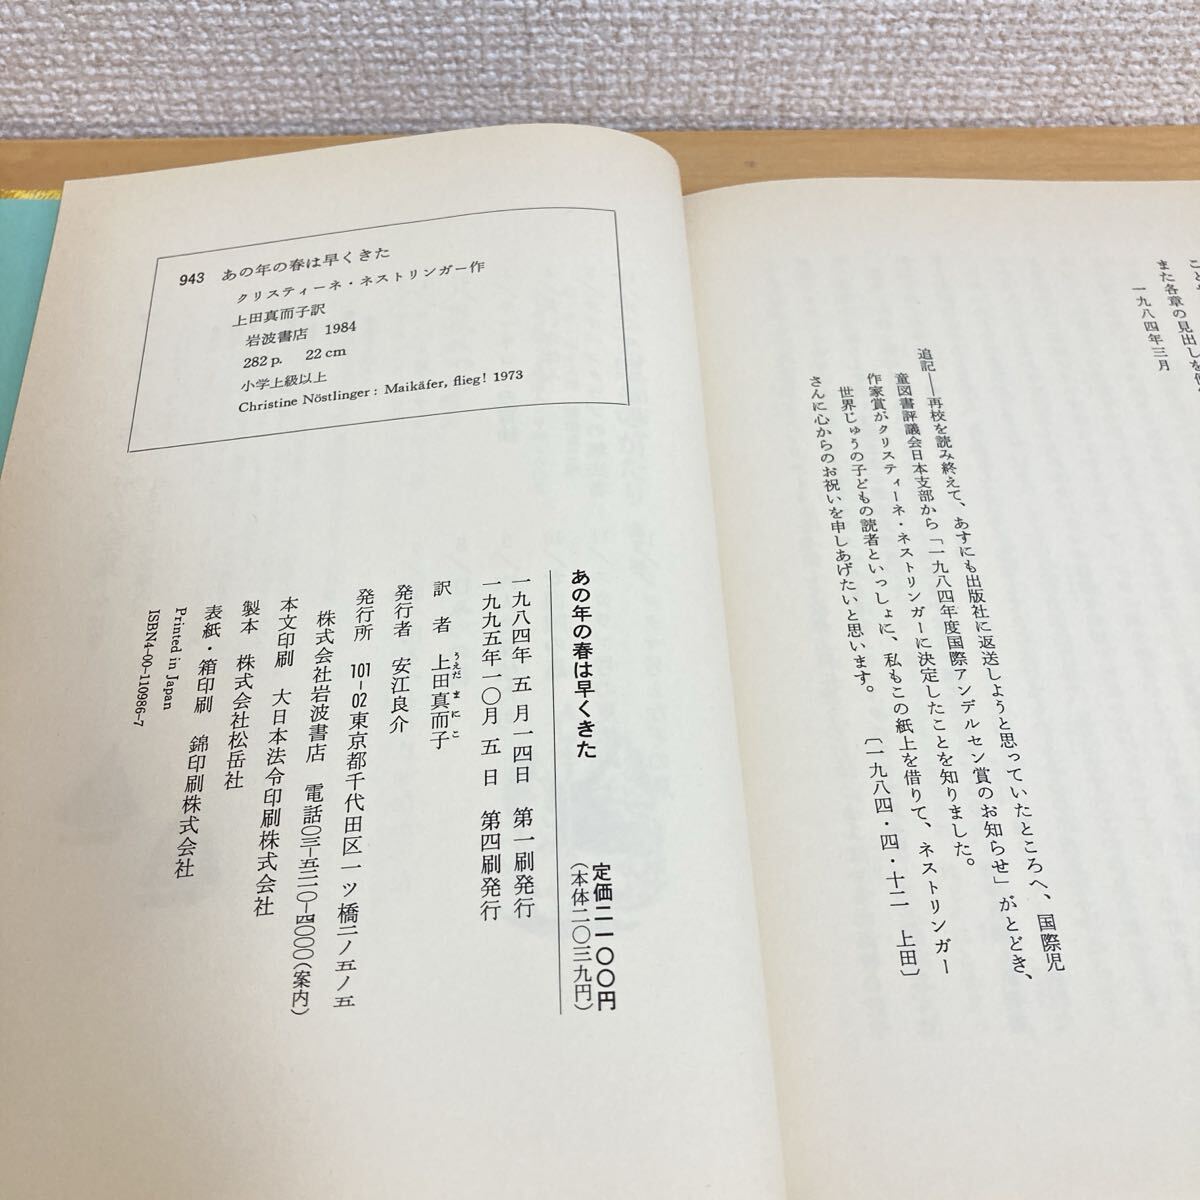 また各章の見出しを
一九八四年三月
追記――再校を読み終えて、あすにも出版社に返送しようと思っていたところへ、国際児
童図書評議会日本支部から「一九八四年度国際アンデルセン賞のお知らせ」がとどき、
作家賞がクリスティーネ・ネストリンガーに決定したことを知りました。
世界じゅうの子どもの読者といっしょに、私もこの紙上を借りて、ネストリンガー
さんに心からのお祝いを申しあげたいと思います。　〔一九八四・四・十二　上田〕
943 あの年の春は早くきた
クリスティーネ・ネストリンガー作
上田真而子訳
岩波書店 1984
282 p. 22 cm
小学上級以上
Christine Nöstlinger : Maikäfer, flieg! 1973
あの年の春は早くきた
定価二一〇〇円
（本体二〇三九円）
一九八四年 五 月一四日 第一刷発行
一九九五年一〇月 五 日 第四刷発行
訳 者 上田真而子
うえだ まにこ
発行者 安江良介
発行所 101-02 東京都千代田区一ツ橋二ノ五ノ五
株式会社岩波書店 電話〇三-五二一〇-四〇〇〇（案内）
本文印刷 大日本法令印刷株式会社
製本 株式会社松岳社
表紙・箱印刷 錦印刷株式会社
Printed in Japan
ISBN4-00-110986-7